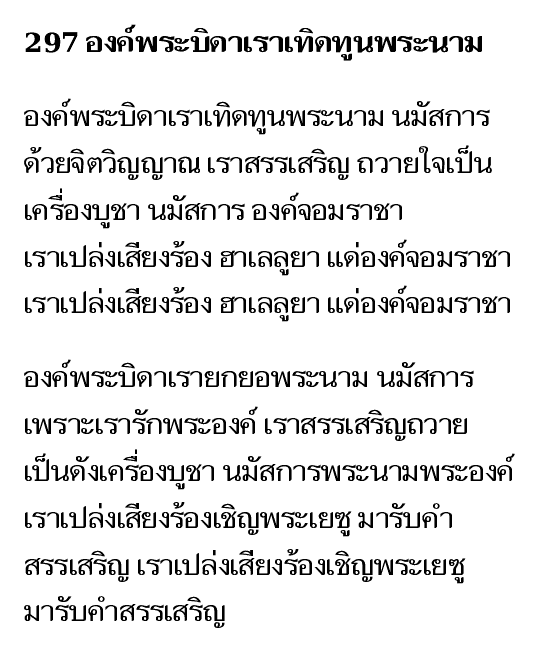 297 องค์พระบิดาเราเทิดทูนพระนาม
องค์พระบิดาเราเทิดทูนพระนาม นมัสการ
ด้วยจิตวิญญาณ เราสรรเสริญ ถวายใจเป็น
เครื่องบูชา นมัสการ องค์จอมราชา
เราเปล่งเสียงร้อง ฮาเลลูยา แด่องค์จอมราชา
เราเปล่งเสียงร้อง ฮาเลลูยา แด่องค์จอมราชา
องค์พระบิดาเรายกยอพระนาม นมัสการ
เพราะเรารักพระองค์ เราสรรเสริญถวาย
เป็นดังเครื่องบูชา นมัสการพระนามพระองค์
เราเปล่งเสียงร้องเชิญพระเยซู มารับคำ
สรรเสริญ เราเปล่งเสียงร้องเชิญพระเยซู
มารับคำสรรเสริญ